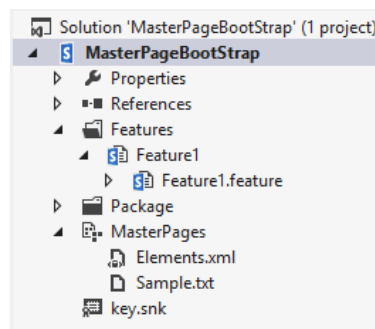 Solution 'MasterPageBootStrap' (1 project)
MasterPageBootStrap
Properties
References
Features
Feature1
Feature1.feature
Package
MasterPages
Elements.xml
Sample.txt
key.snk